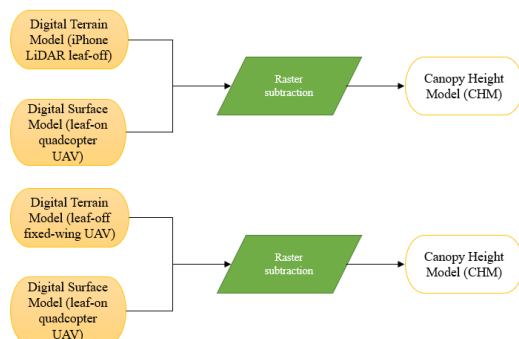 Digital Terrain
Model (iPhone
LiDAR leaf-off)
Digital Surface
Model (leaf-on
quadcopter
UAV)
Raster
subtraction
Canopy Height
Model (CHM)
Digital Terrain
Model (leaf-off
fixed-wing UAV)
Digital Surface
Model (leaf-on
quadcopter
UAV)
Raster
subtraction
Canopy Height
Model (CHM)